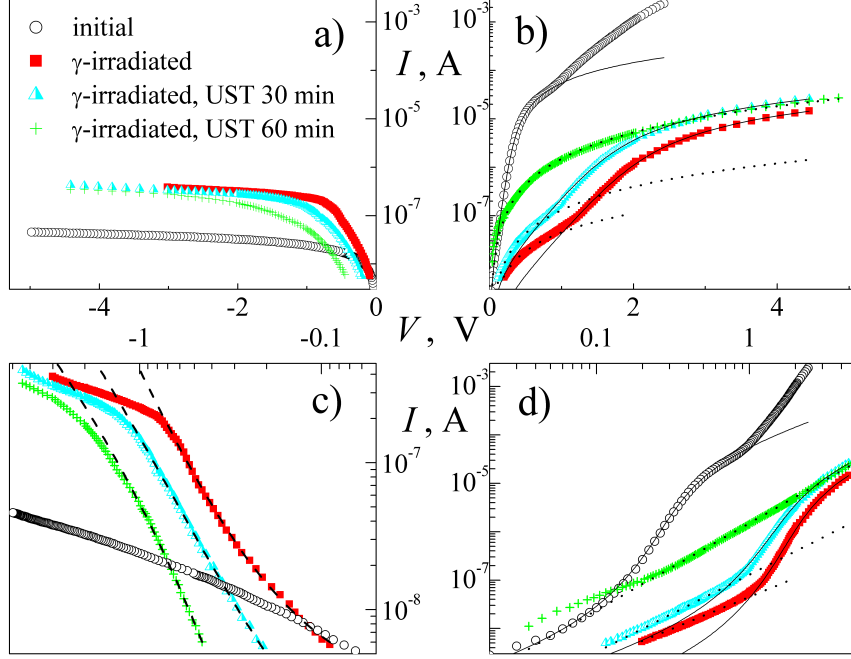 a)
b)
initial
γ-irradiated
γ-irradiated, UST 30 min
γ-irradiated, UST 60 min
I, A
10⁻³
10⁻⁵
10⁻⁷
10⁻³
10⁻⁵
10⁻⁷
-4 -2 0
0 2 4
V, V
-1 -0.1
0.1 1
c)
d)
I, A
10⁻⁷
10⁻⁸
10⁻³
10⁻⁵
10⁻⁷